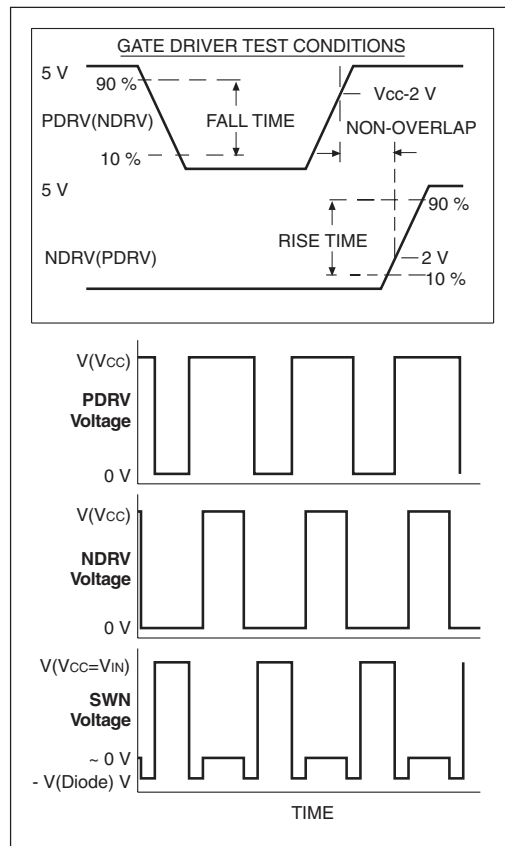 GATE DRIVER TEST CONDITIONS
5 V
90 %
Vcc-2 V
PDRV(NDRV)
FALL TIME
NON-OVERLAP
10 %
5 V
90 %
RISE TIME
NDRV(PDRV)
2 V
10 %
V(VCC)
PDRV
Voltage
0 V
V(VCC)
NDRV
Voltage
0 V
V(VCC=VIN)
SWN
Voltage
~ 0 V
- V(Diode) V
TIME